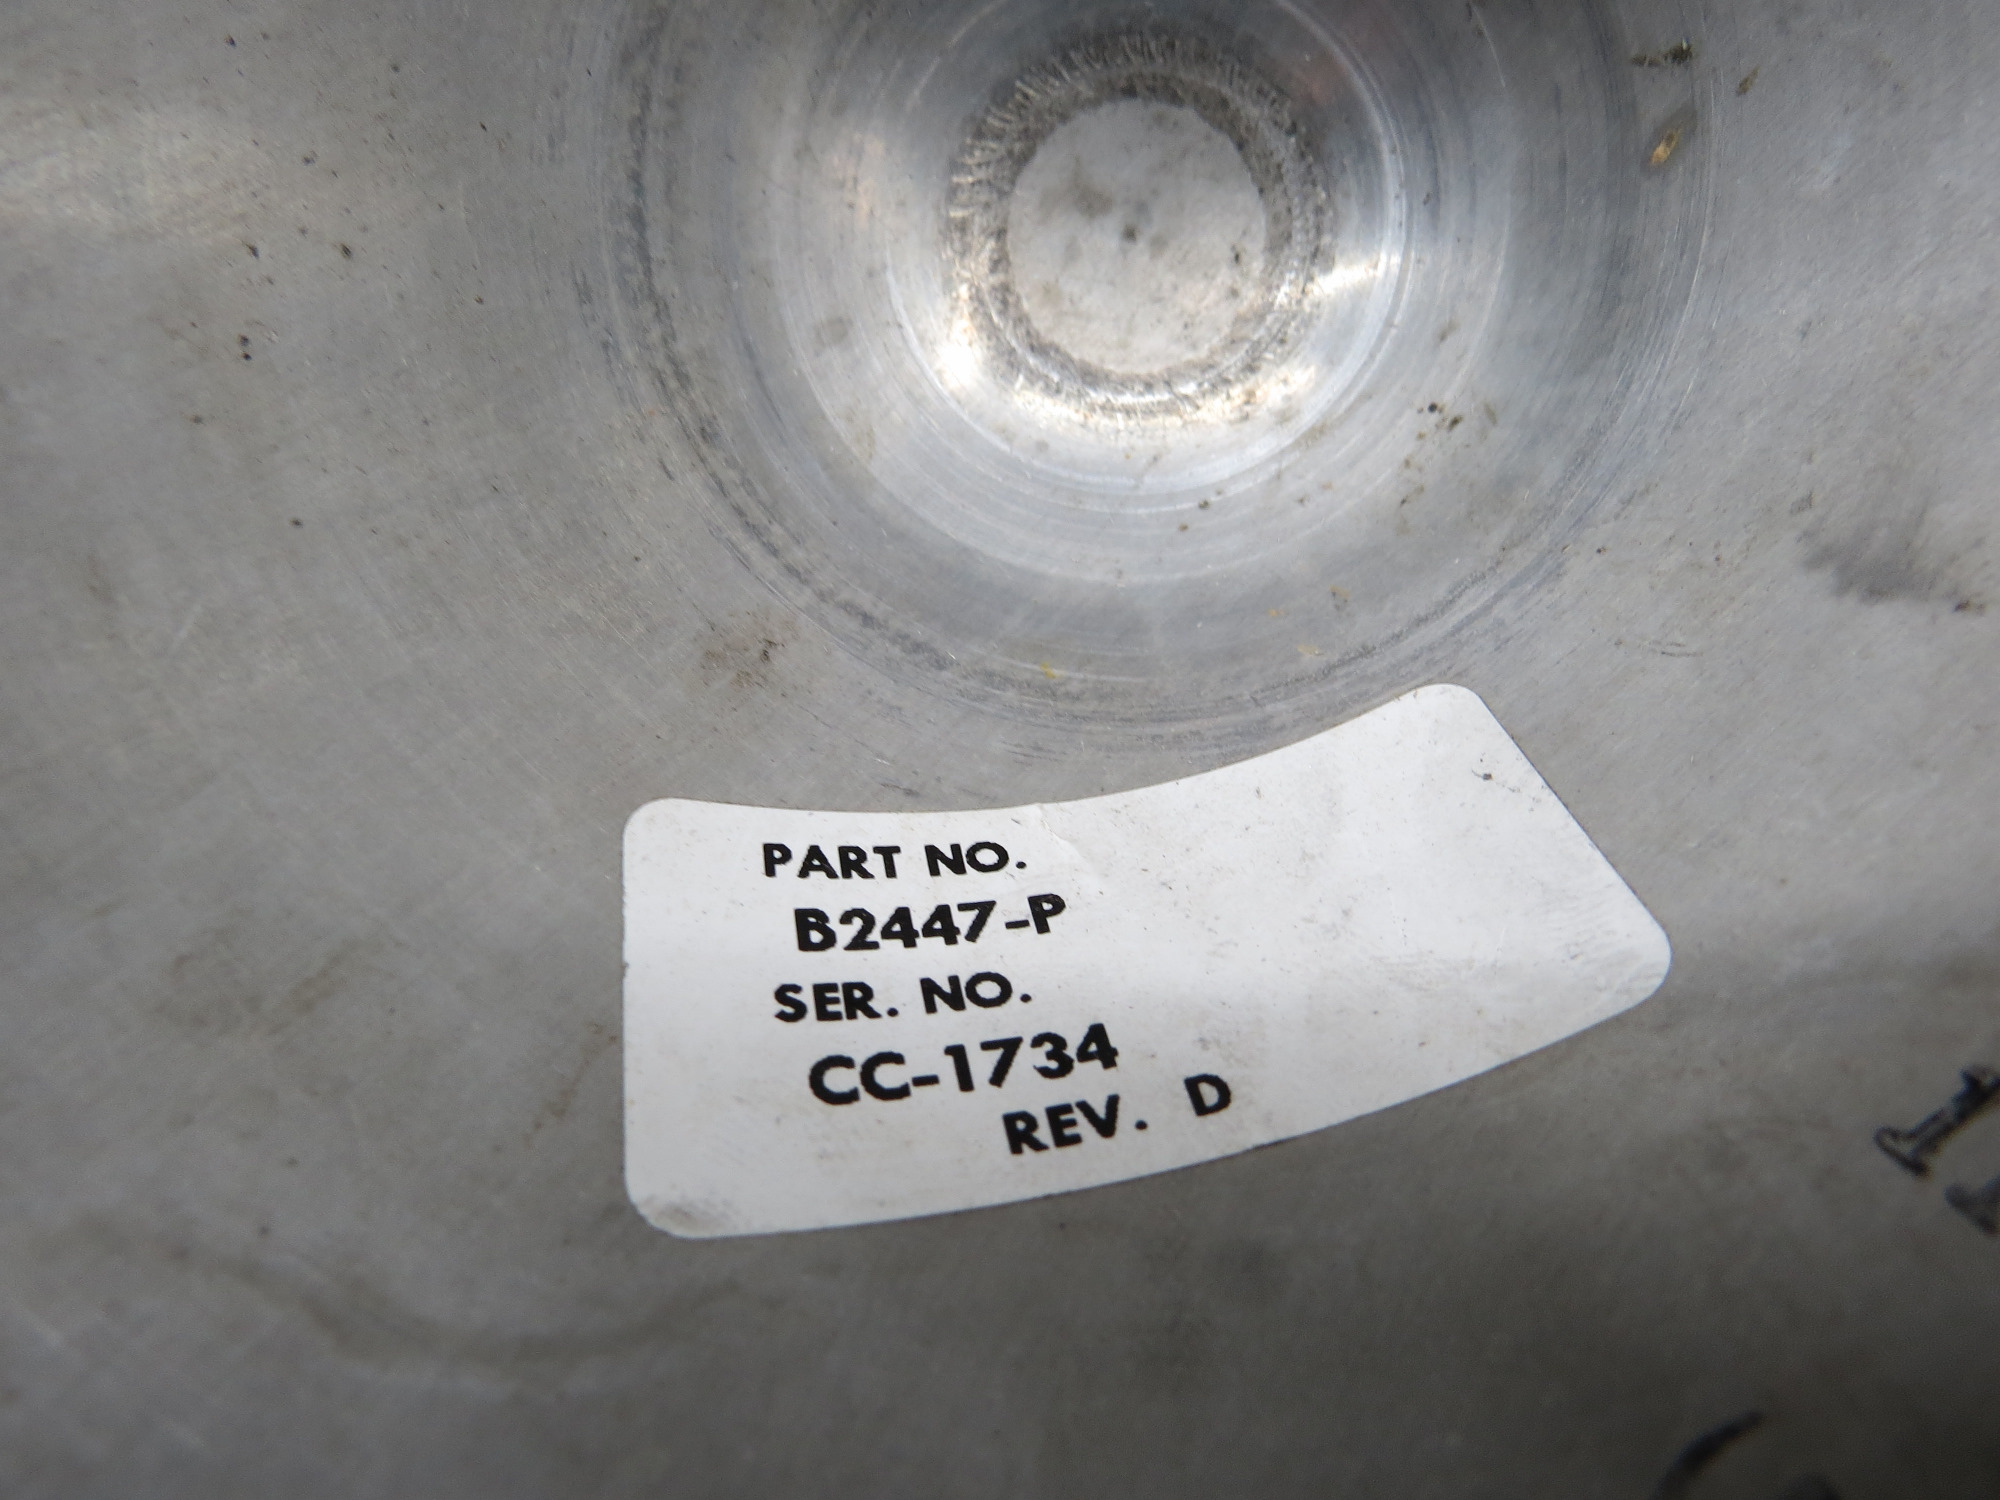 PART NO.
B2447-P
SER. NO.
CC-1734
REV. D